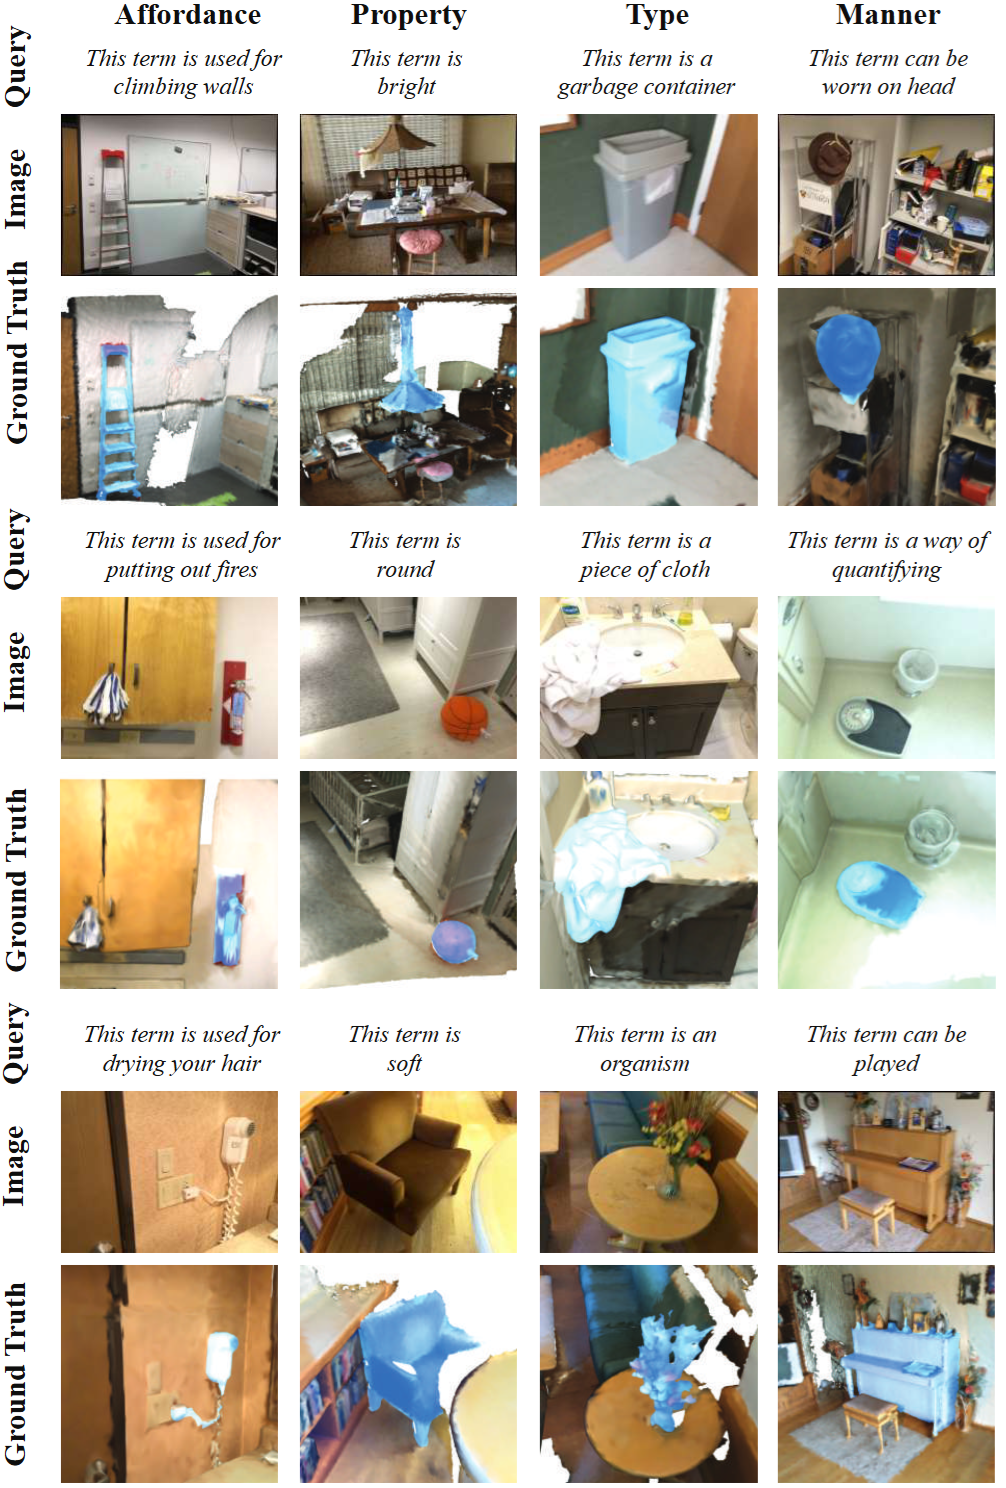 Affordance Property Type Manner
Query
This term is used for
climbing walls
This term is
bright
This term is a
garbage container
This term can be
worn on head
Image
Ground Truth
Query
This term is used for
putting out fires
This term is
round
This term is a
piece of cloth
This term is a way of
quantifying
Image
Ground Truth
Query
This term is used for
drying your hair
This term is
soft
This term is an
organism
This term can be
played
Image
Ground Truth